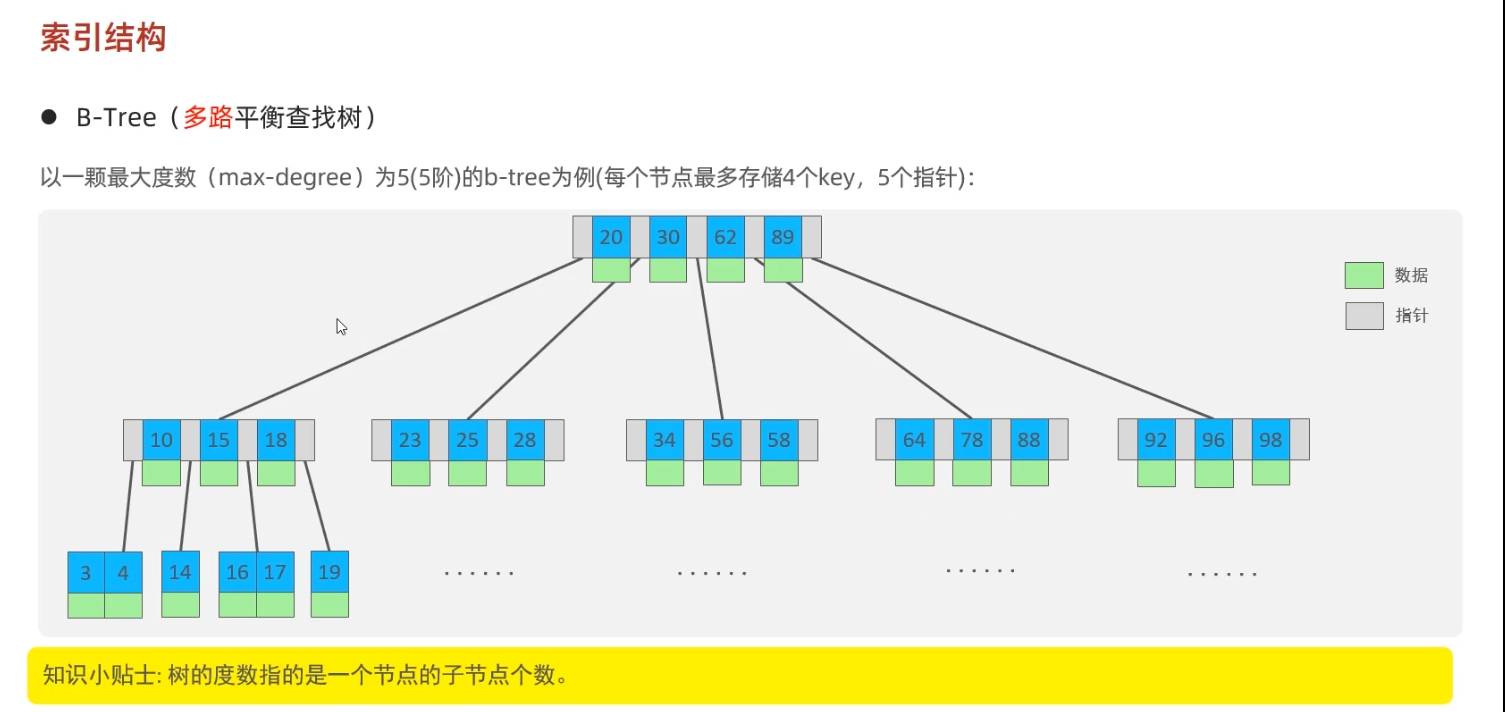 索引结构
● B-Tree（多路平衡查找树）
以一颗最大度数（max-degree）为5(5阶)的b-tree为例(每个节点最多存储4个key，5个指针)：
20 30 62 89
数据
指针
10 15 18 23 25 28 34 56 58 64 78 88 92 96 98
3 4 14 16 17 19 ······ ······ ······ ······
知识小贴士: 树的度数指的是一个节点的子节点个数。